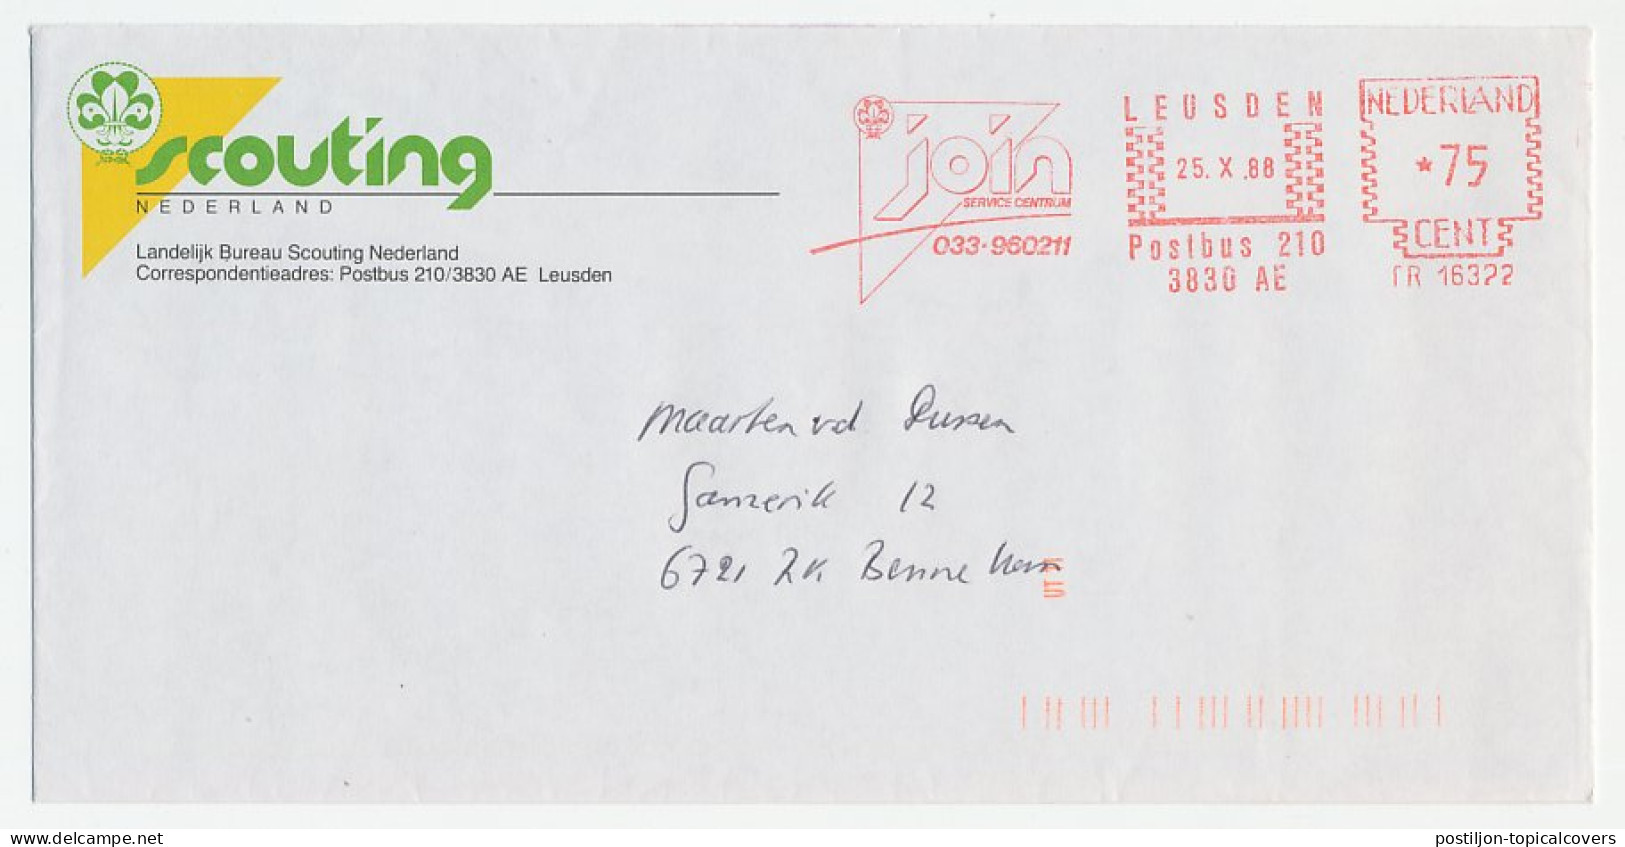 scouting
NEDERLAND
Landelijk Bureau Scouting Nederland
Correspondentieadres: Postbus 210/3830 AE Leusden
join
SERVICE CENTRUM
033-960211
LEUSDEN
25. X .88
Postbus 210
3830 AE
NEDERLAND
*75
CENT
FR 16322
Maarten vd Dussen
12
6721 ZK Bennekom
delcampe.net
postiljon-topicalcovers